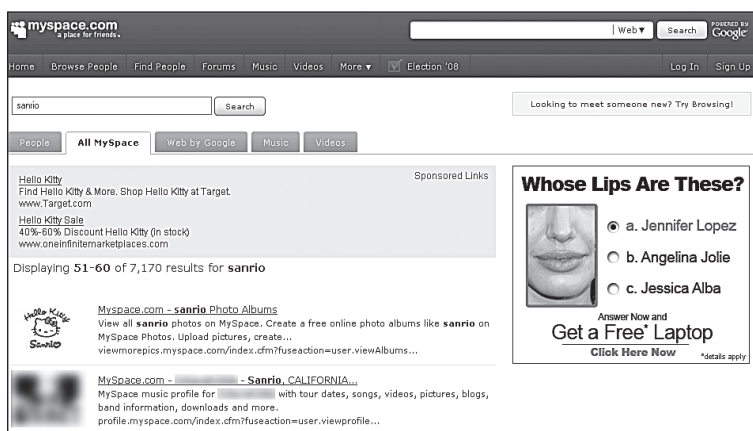 myspace.com
a place for friends.
Web ▼ Search POWERED BY Google
Home Browse People Find People Forums Music Videos More ▼ Election '08 Log In Sign Up
sanrio Search
Looking to meet someone new? Try Browsing!
People All MySpace Web by Google Music Videos
Sponsored Links
Hello Kitty
Find Hello Kitty & More. Shop Hello Kitty at Target.
www.Target.com
Hello Kitty Sale
40%-60% Discount Hello Kitty (in stock)
www.oneinfinitemarketplaces.com
Displaying 51-60 of 7,170 results for sanrio
Hello Kitty
Sanrio
MySpace.com - sanrio Photo Albums
View all sanrio photos on MySpace. Create a free online photo albums like sanrio on
MySpace Photos. Upload pictures, create...
viewmorepics.myspace.com/index.cfm?fuseaction=user.viewAlbums...
MySpace.com - - Sanrio, CALIFORNIA...
MySpace music profile for with tour dates, songs, videos, pictures, blogs,
band information, downloads and more.
profile.myspace.com/index.cfm?fuseaction=user.viewprofile...
Whose Lips Are These?
a. Jennifer Lopez
b. Angelina Jolie
c. Jessica Alba
Answer Now and
Get a Free* Laptop
Click Here Now
*details apply